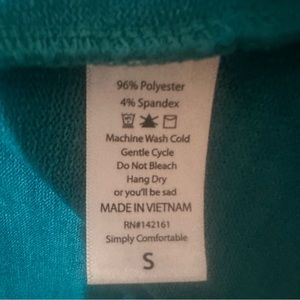 96% Polyester
4% Spandex
Machine Wash Cold
Gentle Cycle
Do Not Bleach
Hang Dry
or you'll be sad
MADE IN VIETNAM
RN#142161
Simply Comfortable
S